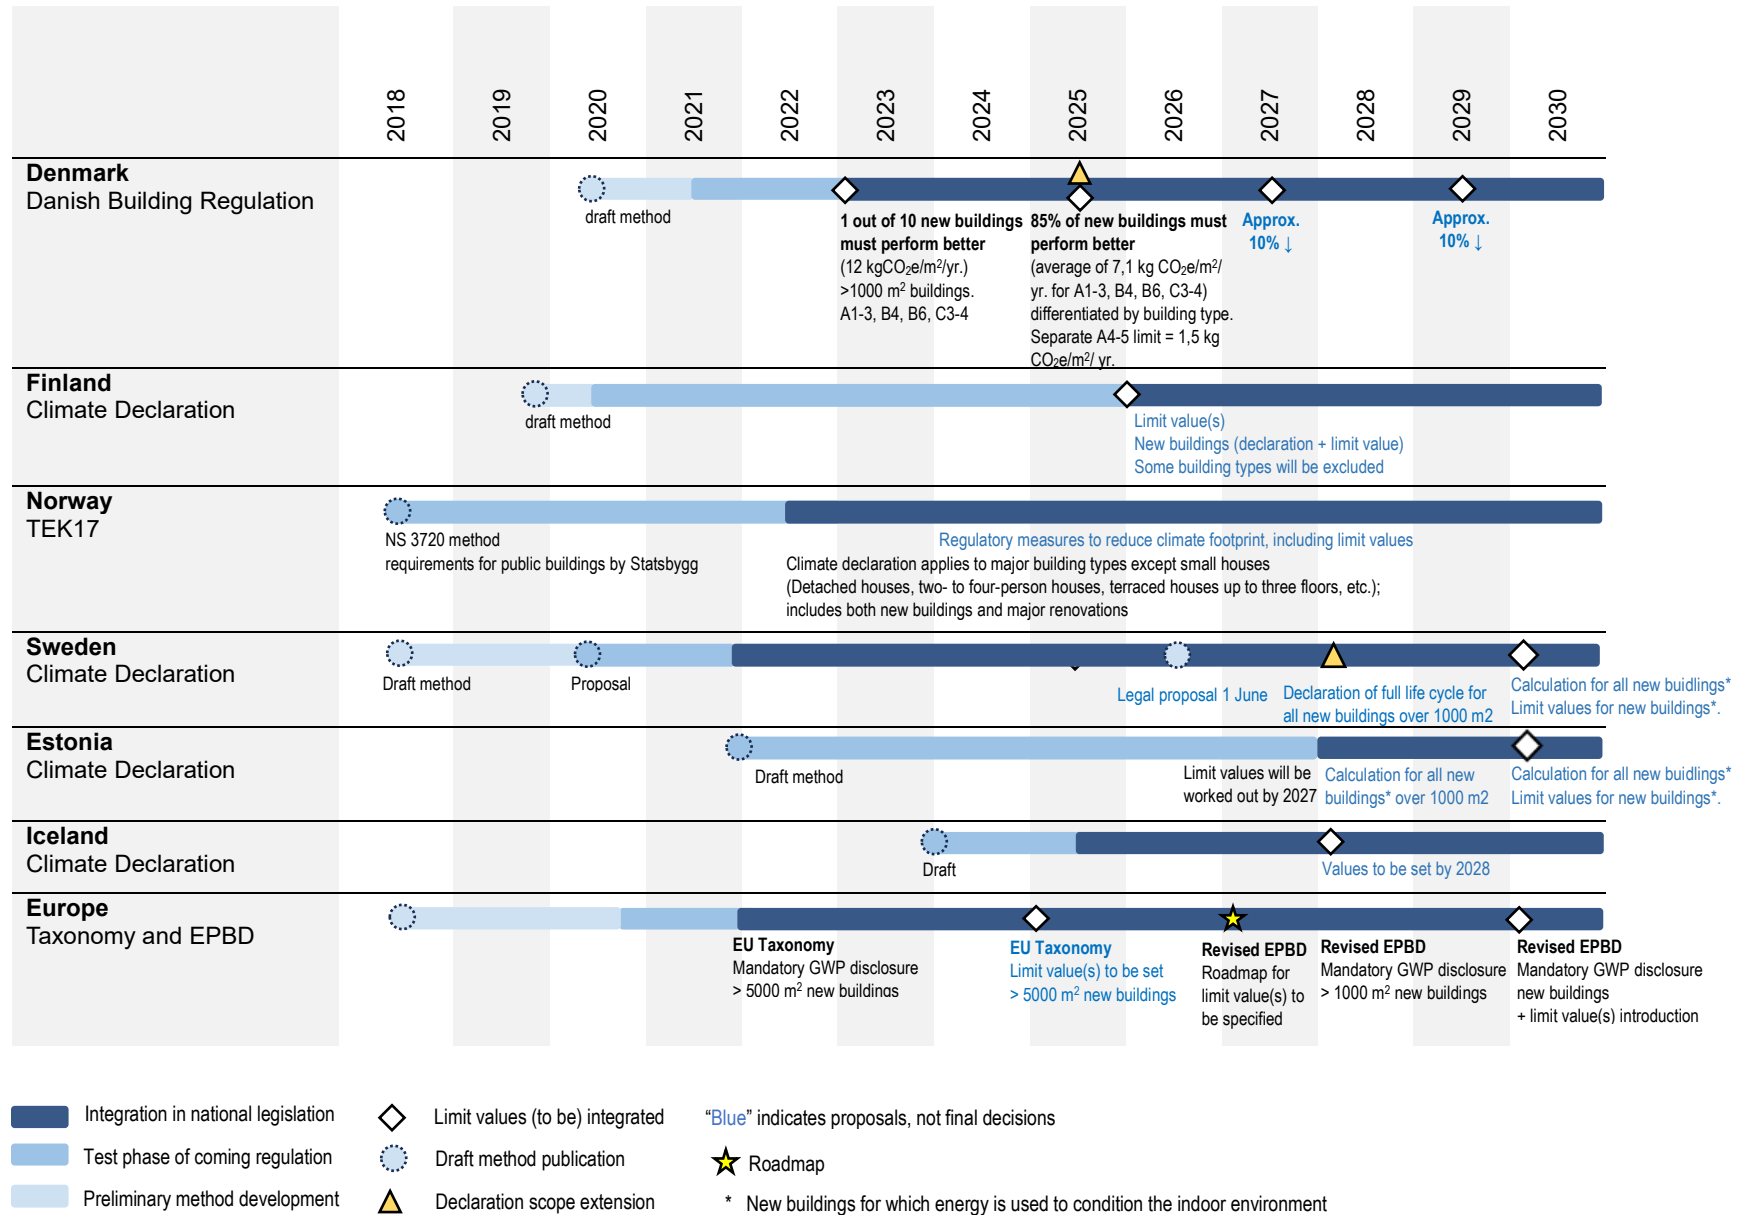 2018 2019 2020 2021 2022 2023 2024 2025 2026 2027 2028 2029 2030
Denmark
Danish Building Regulation
draft method
1 out of 10 new buildings
must perform better
(12 kgCO₂e/m²/yr.)
>1000 m² buildings.
A1-3, B4, B6, C3-4
85% of new buildings must
perform better
(average of 7,1 kg CO₂e/m²/
yr. for A1-3, B4, B6, C3-4)
differentiated by building type.
Separate A4-5 limit = 1,5 kg
CO₂e/m²/ yr.
Approx.
10% ↓
Approx.
10% ↓
Finland
Climate Declaration
draft method
Limit value(s)
New buildings (declaration + limit value)
Some building types will be excluded
Norway
TEK17
NS 3720 method
requirements for public buildings by Statsbygg
Regulatory measures to reduce climate footprint, including limit values
Climate declaration applies to major building types except small houses
(Detached houses, two- to four-person houses, terraced houses up to three floors, etc.);
includes both new buildings and major renovations
Sweden
Climate Declaration
Draft method
Proposal
Legal proposal 1 June
Declaration of full life cycle for
all new buildings over 1000 m2
Calculation for all new buidlings*
Limit values for new buildings*.
Estonia
Climate Declaration
Draft method
Limit values will be
worked out by 2027
Calculation for all new
buildings* over 1000 m2
Calculation for all new buidlings*
Limit values for new buildings*.
Iceland
Climate Declaration
Draft
Values to be set by 2028
Europe
Taxonomy and EPBD
EU Taxonomy
Mandatory GWP disclosure
> 5000 m² new buildings
EU Taxonomy
Limit value(s) to be set
> 5000 m² new buildings
Revised EPBD
Roadmap for
limit value(s) to
be specified
Revised EPBD
Mandatory GWP disclosure
> 1000 m² new buildings
Revised EPBD
Mandatory GWP disclosure
new buildings
+ limit value(s) introduction
Integration in national legislation
Test phase of coming regulation
Preliminary method development
Limit values (to be) integrated
Draft method publication
Declaration scope extension
“Blue” indicates proposals, not final decisions
Roadmap
* New buildings for which energy is used to condition the indoor environment